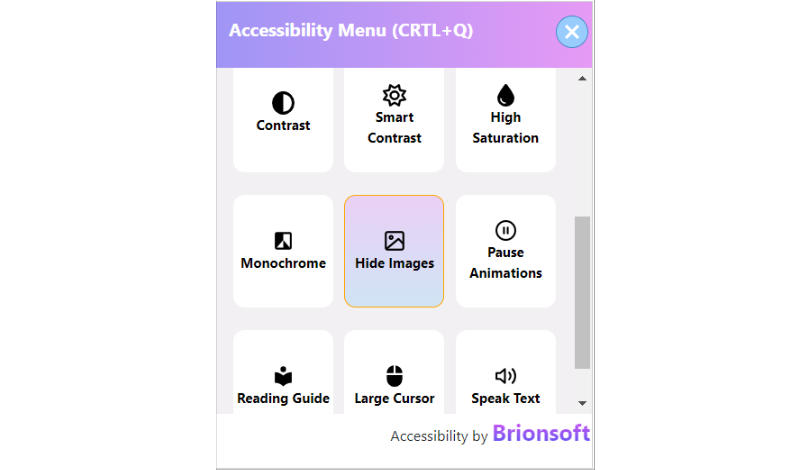 Accessibility Menu (CRTL+Q)
Contrast
Smart
Contrast
High
Saturation
Monochrome
Hide Images
Pause
Animations
Reading Guide
Large Cursor
Speak Text
Accessibility by Brionsoft